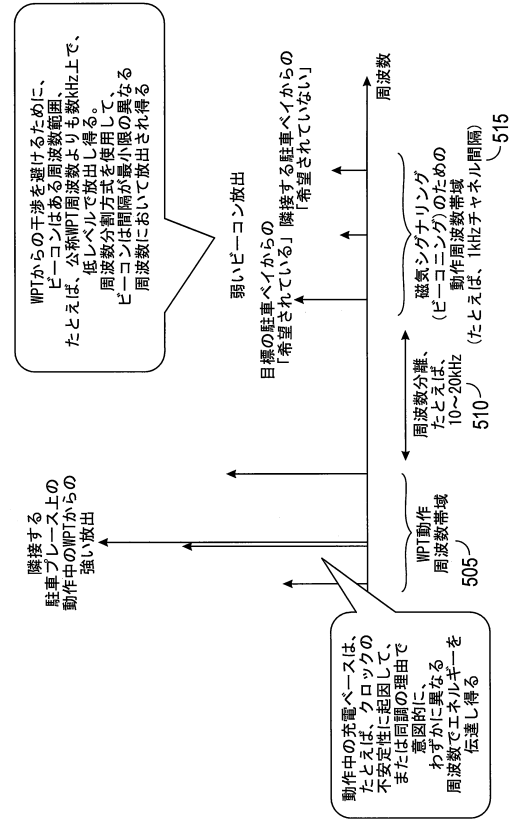 WPTからの干渉を避けるために、
ビーコンはある周波数範囲、
たとえば、公称WPT周波数よりも数kHz上で、
低レベルで放出し得る。
周波数分割方式を使用して、
ビーコンは間隔が最小限の異なる
周波数において放出され得る
隣接する
駐車プレース上の
動作中のWPTからの
強い放出
弱いビーコン放出
目標の駐車ベイからの
「希望されている」
隣接する駐車ベイからの
「希望されていない」
周波数
WPT動作
周波数帯域
505
周波数分離、
たとえば、
10～20kHz
510
磁気シグナリング
(ビーコニング)のための
動作周波数帯域
(たとえば、1kHzチャネル間隔)
515
動作中の充電ベースは、
たとえば、クロックの
不安定性に起因して、
または同調の理由で
意図的に、
わずかに異なる
周波数でエネルギーを
伝達し得る